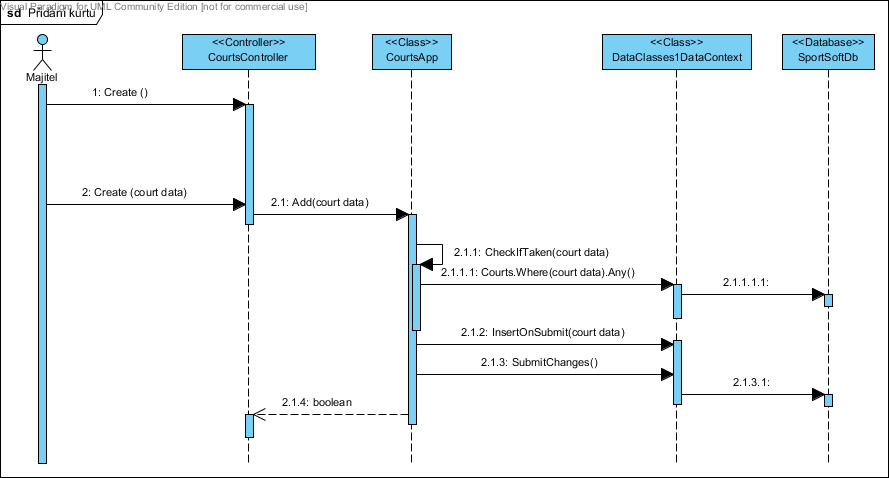 Visual Paradigm for UML Community Edition [not for commercial use]
sd Pridani kurtu
<<Controller>>
CourtsController
<<Class>>
CourtsApp
<<Class>>
DataClasses1DataContext
<<Database>>
SportSoftDb
Majitel
1: Create ()
2: Create (court data)
2.1: Add(court data)
2.1.1: CheckIfTaken(court data)
2.1.1.1: Courts.Where(court data).Any()
2.1.1.1.1:
2.1.2: InsertOnSubmit(court data)
2.1.3: SubmitChanges()
2.1.3.1:
2.1.4: boolean